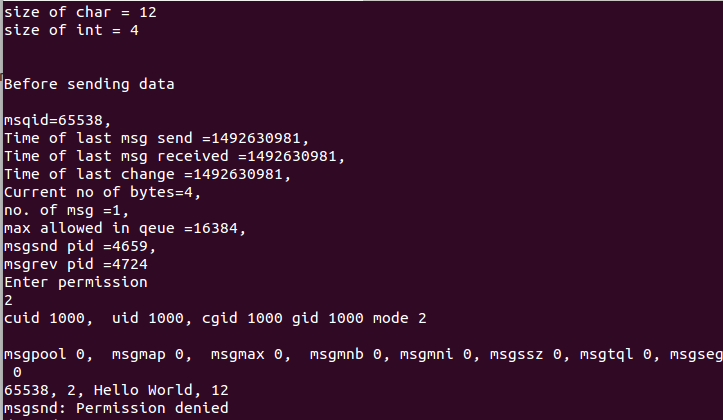 size of char = 12
size of int = 4
Before sending data
msqid=65538,
Time of last msg send =1492630981,
Time of last msg received =1492630981,
Time of last change =1492630981,
Current no of bytes=4,
no. of msg =1,
max allowed in qeue =16384,
msgsnd pid =4659,
msgrev pid =4724
Enter permission
2
cuid 1000,  uid 1000, cgid 1000 gid 1000 mode 2
msgpool 0,  msgmap 0,  msgmax 0,  msgmnb 0, msgmni 0, msgssz 0, msgtql 0, msgseg
 0
65538, 2, Hello World, 12
msgsnd: Permission denied